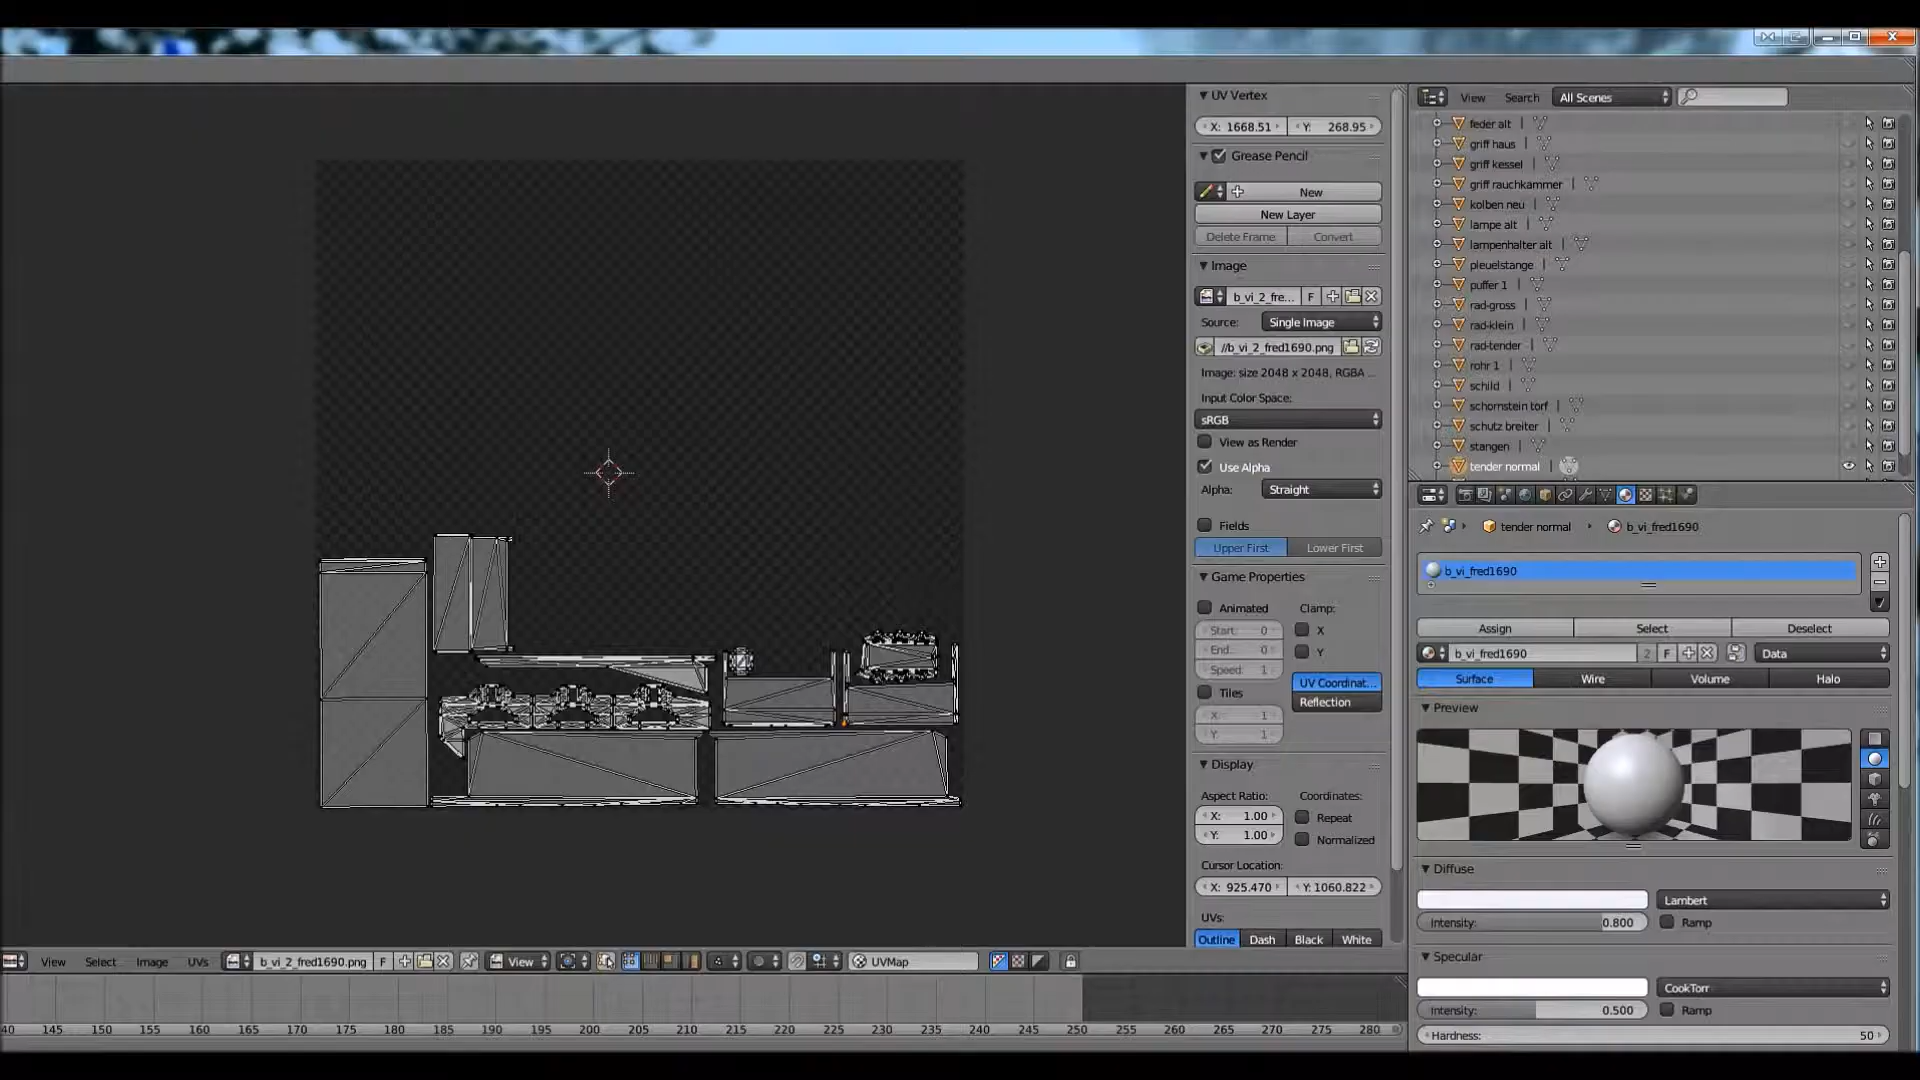 UV Vertex
X: 1668.51
Y: 268.95
Grease Pencil
New
New Layer
Delete Frame
Convert
Image
b_vi_2_fre...
F
Source:
Single Image
//b_vi_2_fred1690.png
Image: size 2048 x 2048, RGBA ...
Input Color Space:
sRGB
View as Render
Use Alpha
Alpha:
Straight
Fields
Upper First
Lower First
Game Properties
Animated
Clamp:
Start: 0
X
End: 0
Y
Speed: 1
UV Coordinat...
Tiles
Reflection
X: 1
Y: 1
Display
Aspect Ratio:
Coordinates:
X: 1.00
Repeat
Y: 1.00
Normalized
Cursor Location:
X: 925.470
Y: 1060.822
UVs:
Outline
Dash
Black
White
View
Search
All Scenes
feder alt
griff haus
griff kessel
griff rauchkammer
kolben neu
lampe alt
lampenhalter alt
pleuelstange
puffer 1
rad-gross
rad-klein
rad-tender
rohr 1
schild
schornstein torf
schutz breiter
stangen
tender normal
tender normal
b_vi_fred1690
b_vi_fred1690
Assign
Select
Deselect
b_vi_fred1690
2
F
Data
Surface
Wire
Volume
Halo
Preview
Diffuse
Lambert
Intensity: 0.800
Ramp
Specular
CookTorr
Intensity: 0.500
Ramp
Hardness: 50
View
Select
Image
UVs
b_vi_2_fred1690.png
F
View
UVMap
40 145 150 155 160 165 170 175 180 185 190 195 200 205 210 215 220 225 230 235 240 245 250 255 260 265 270 275 280